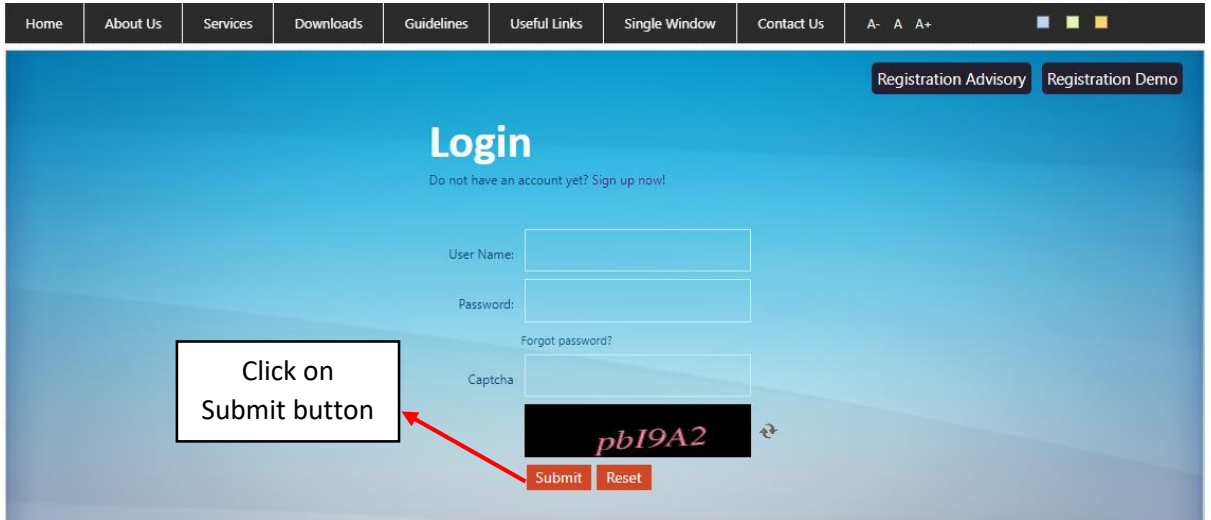 Home About Us Services Downloads Guidelines Useful Links Single Window Contact Us A- A A+
Registration Advisory Registration Demo
Login
Do not have an account yet? Sign up now!
User Name:
Password:
Forgot password?
Click on
Submit button
Captcha
pbI9A2
Submit Reset